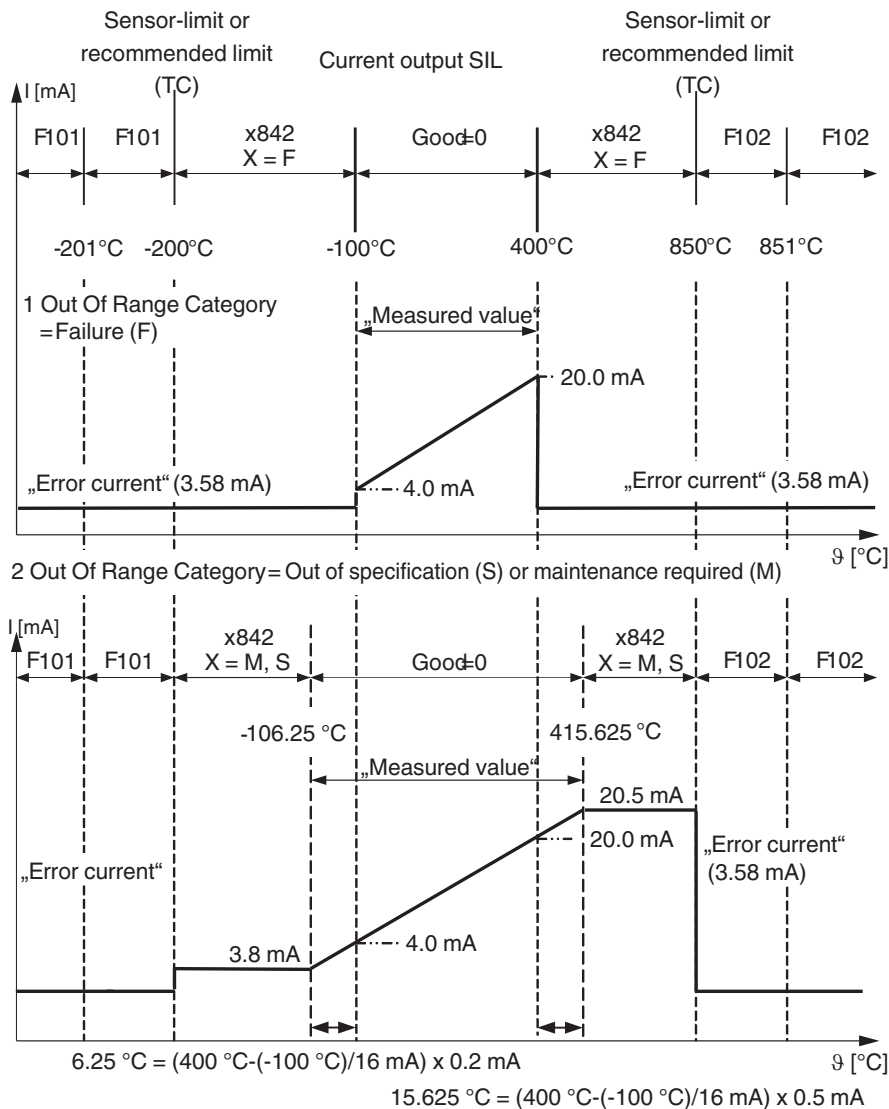 Sensor-limit or
recommended limit
(TC)
Current output SIL
Sensor-limit or
recommended limit
(TC)
I [mA]
F101
F101
x842
X = F
Good=0
x842
X = F
F102
F102
-201°C
-200°C
-100°C
400°C
850°C
851°C
1 Out Of Range Category
=Failure (F)
„Measured value“
20.0 mA
„Error current“ (3.58 mA)
4.0 mA
„Error current“ (3.58 mA)
ϑ [°C]
2 Out Of Range Category= Out of specification (S) or maintenance required (M)
I [mA]
F101
F101
x842
X = M, S
Good=0
x842
X = M, S
F102
F102
-106.25 °C
415.625 °C
„Measured value“
20.5 mA
20.0 mA
„Error current“
„Error current“
(3.58 mA)
3.8 mA
4.0 mA
6.25 °C = (400 °C-(-100 °C)/16 mA) x 0.2 mA
ϑ [°C]
15.625 °C = (400 °C-(-100 °C)/16 mA) x 0.5 mA